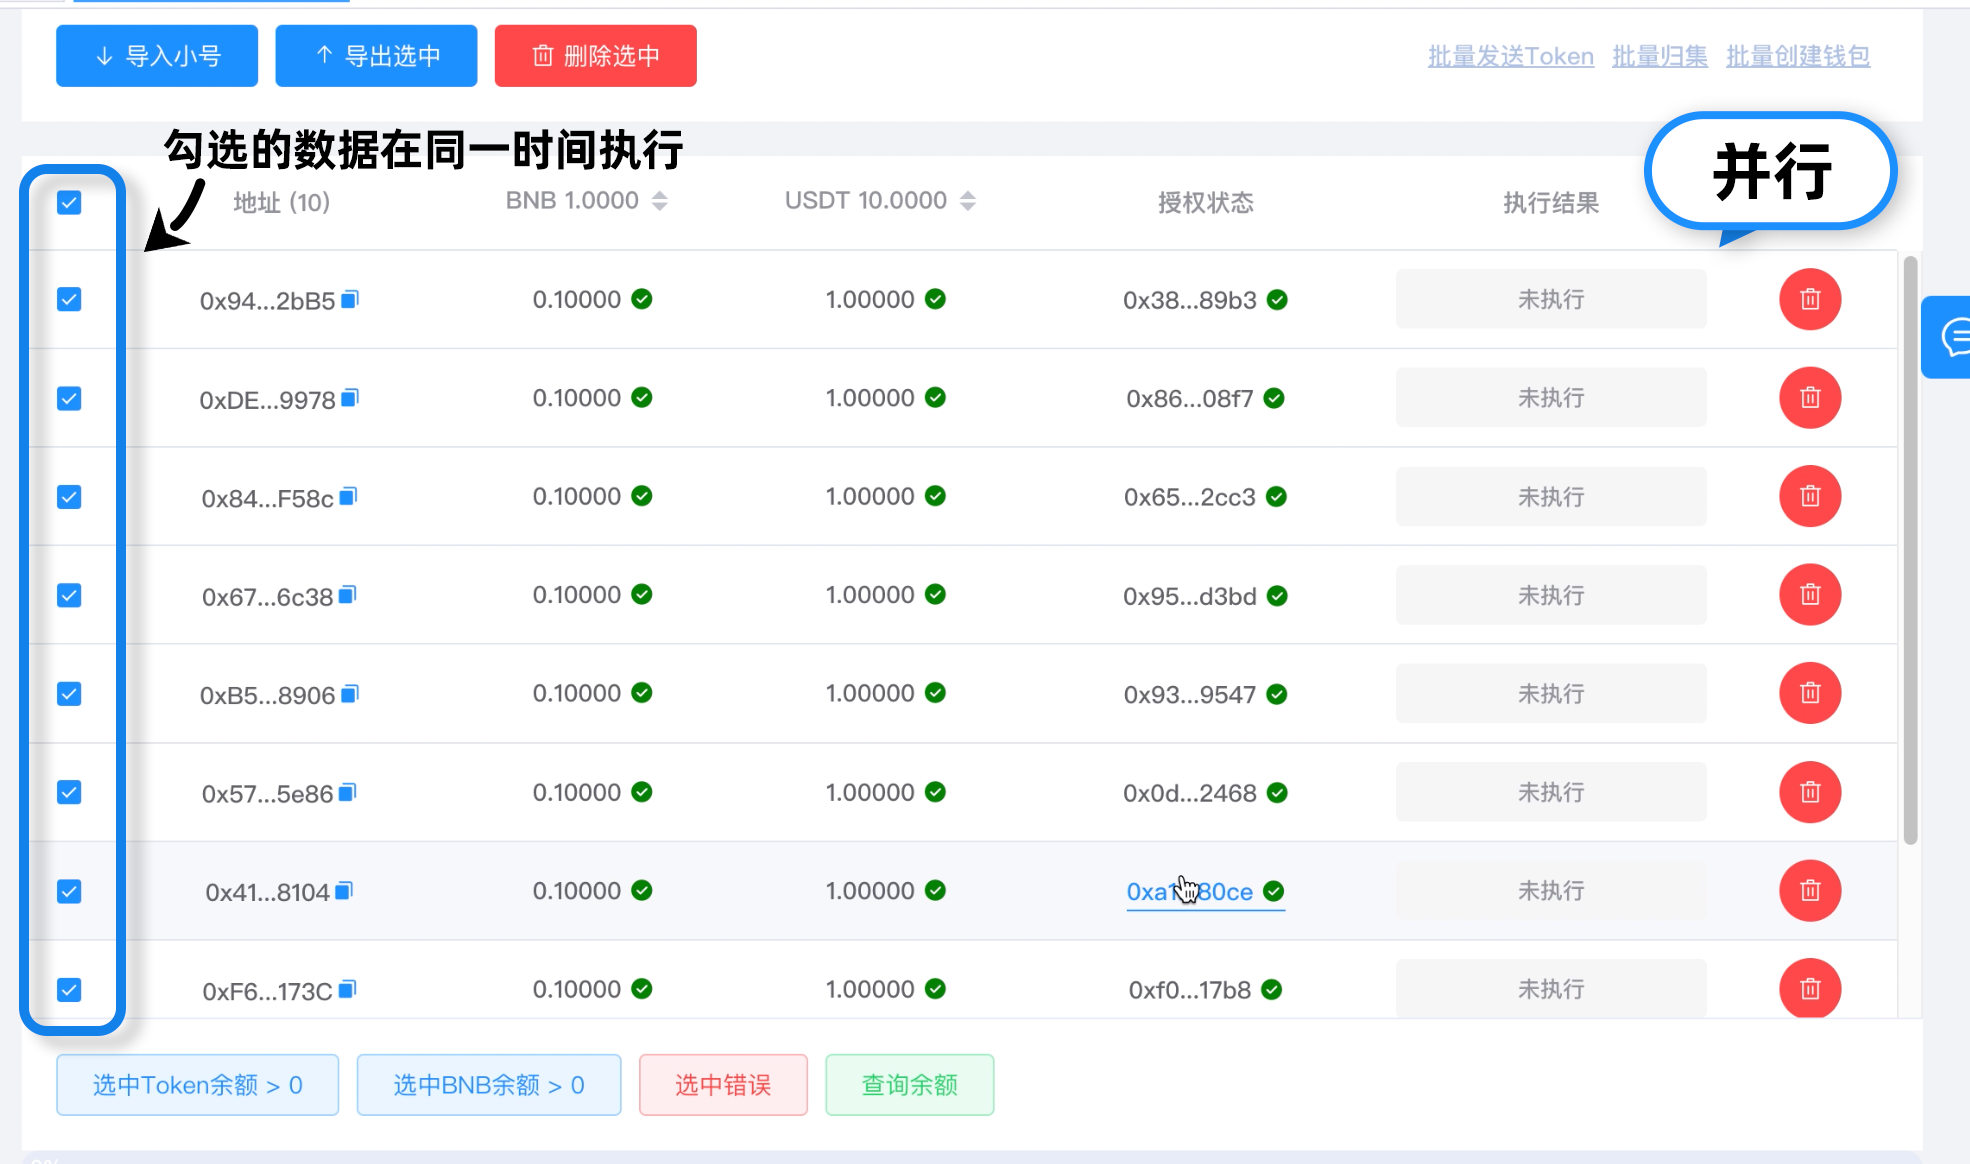 导入小号 导出选中 删除选中 批量发送Token 批量归集 批量创建钱包
勾选的数据在同一时间执行
并行
地址 (10) BNB 1.0000 USDT 10.0000 授权状态 执行结果
0x94...2bB5 0.10000 1.00000 0x38...89b3 未执行
0xDE...9978 0.10000 1.00000 0x86...08f7 未执行
0x84...F58c 0.10000 1.00000 0x65...2cc3 未执行
0x67...6c38 0.10000 1.00000 0x95...d3bd 未执行
0xB5...8906 0.10000 1.00000 0x93...9547 未执行
0x57...5e86 0.10000 1.00000 0x0d...2468 未执行
0x41...8104 0.10000 1.00000 未执行
0xF6...173C 0.10000 1.00000 0xf0...17b8 未执行
选中Token余额 > 0 选中BNB余额 > 0 选中错误 查询余额